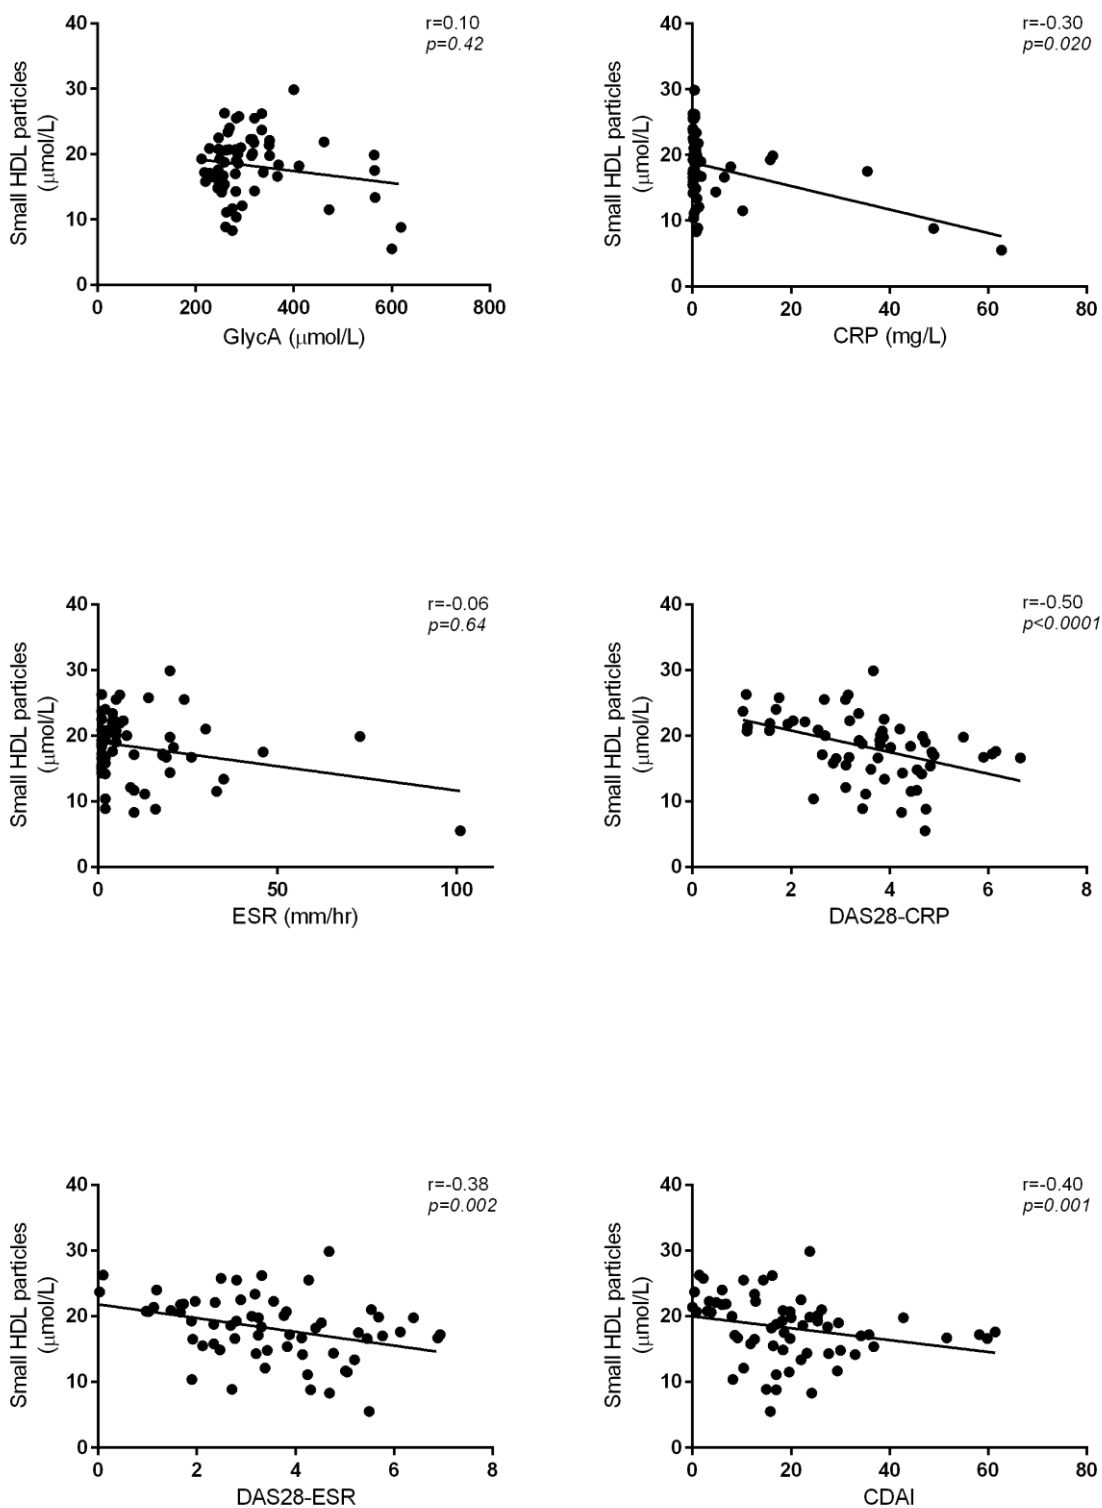 r=0.10
p=0.42
40
30
20
10
0
Small HDL particles
(μmol/L)
0 200 400 600 800
GlycA (μmol/L)
r=-0.30
p=0.020
40
30
20
10
0
Small HDL particles
(μmol/L)
0 20 40 60 80
CRP (mg/L)
r=-0.06
p=0.64
40
30
20
10
0
Small HDL particles
(μmol/L)
0 50 100
ESR (mm/hr)
r=-0.50
p<0.0001
40
30
20
10
0
Small HDL particles
(μmol/L)
0 2 4 6 8
DAS28-CRP
r=-0.38
p=0.002
40
30
20
10
0
Small HDL particles
(μmol/L)
0 2 4 6 8
DAS28-ESR
r=-0.40
p=0.001
40
30
20
10
0
Small HDL particles
(μmol/L)
0 20 40 60 80
CDAI